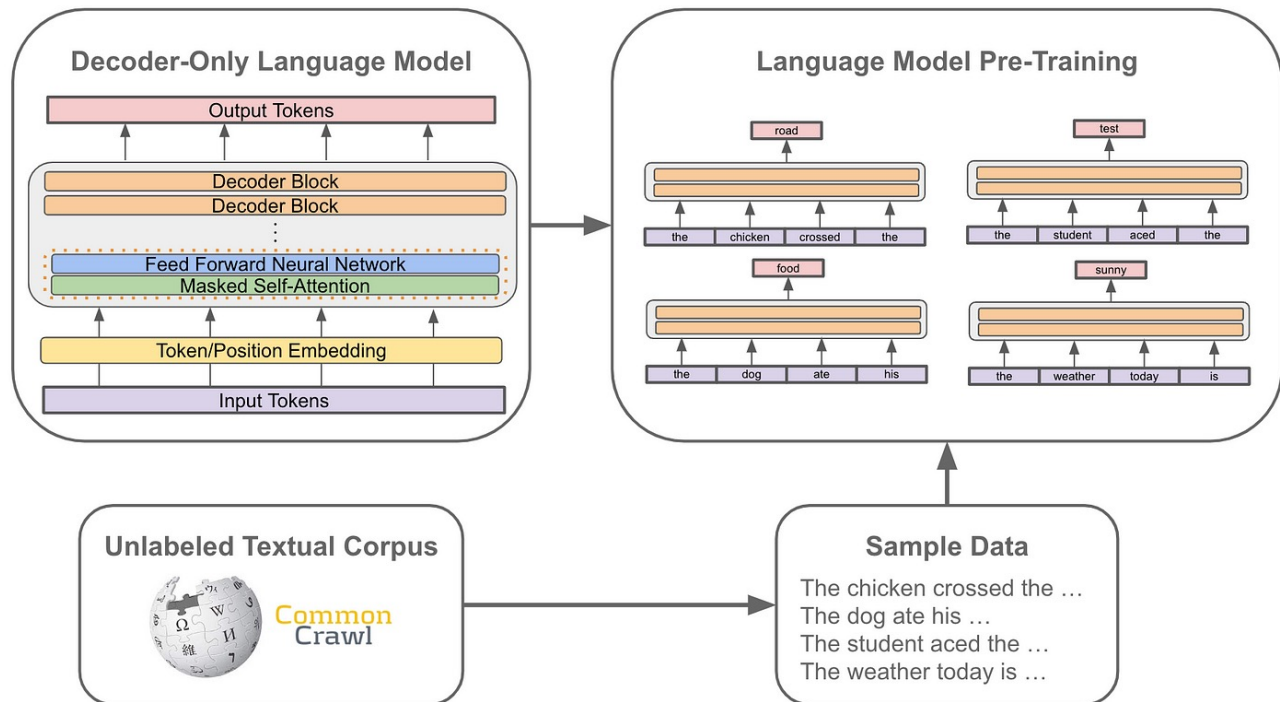 Decoder-Only Language Model
Output Tokens
Decoder Block
Decoder Block
⋮
Feed Forward Neural Network
Masked Self-Attention
Token/Position Embedding
Input Tokens
Language Model Pre-Training
road
the chicken crossed the
test
the student aced the
food
the dog ate his
sunny
the weather today is
Unlabeled Textual Corpus
Ω W И 維
Common
Crawl
Sample Data
The chicken crossed the …
The dog ate his …
The student aced the …
The weather today is …